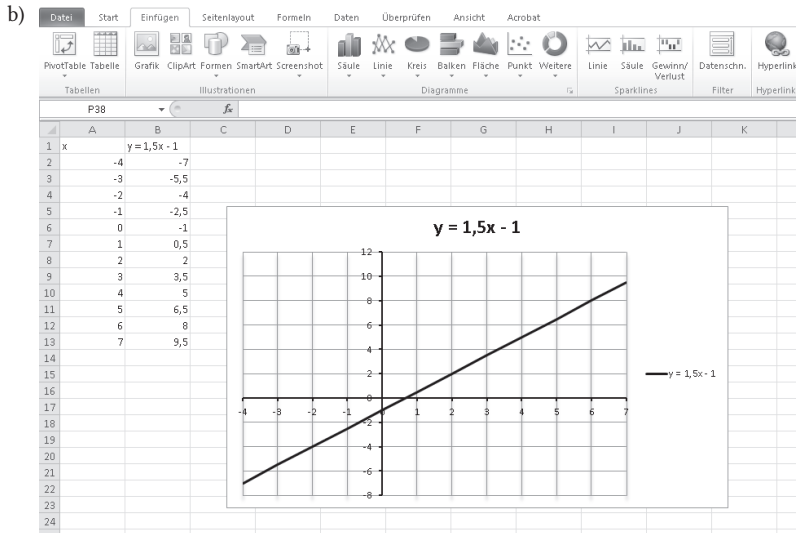 b)
Datei Start Einfügen Seitenlayout Formeln Daten Überprüfen Ansicht Acrobat
PivotTable Tabelle Grafik ClipArt Formen SmartArt Screenshot Säule Linie Kreis Balken Fläche Punkt Weitere Linie Säule Gewinn/ Datenschn. Hyperlink
Verlust
Tabellen Illustrationen Diagramme Sparklines Filter Hyperlink
P38 fx
A B C D E F G H I J K
1 x y = 1,5x - 1
2 -4 -7
3 -3 -5,5
4 -2 -4
5 -1 -2,5
6 0 -1
7 1 0,5
8 2 2
9 3 3,5
10 4 5
11 5 6,5
12 6 8
13 7 9,5
14
15
16
17
18
19
20
21
22
23
24
y = 1,5x - 1
12
10
8
6
4
2
0
-4 -3 -2 -1 0 1 2 3 4 5 6 7
-2
-4
-6
-8
y = 1,5x - 1